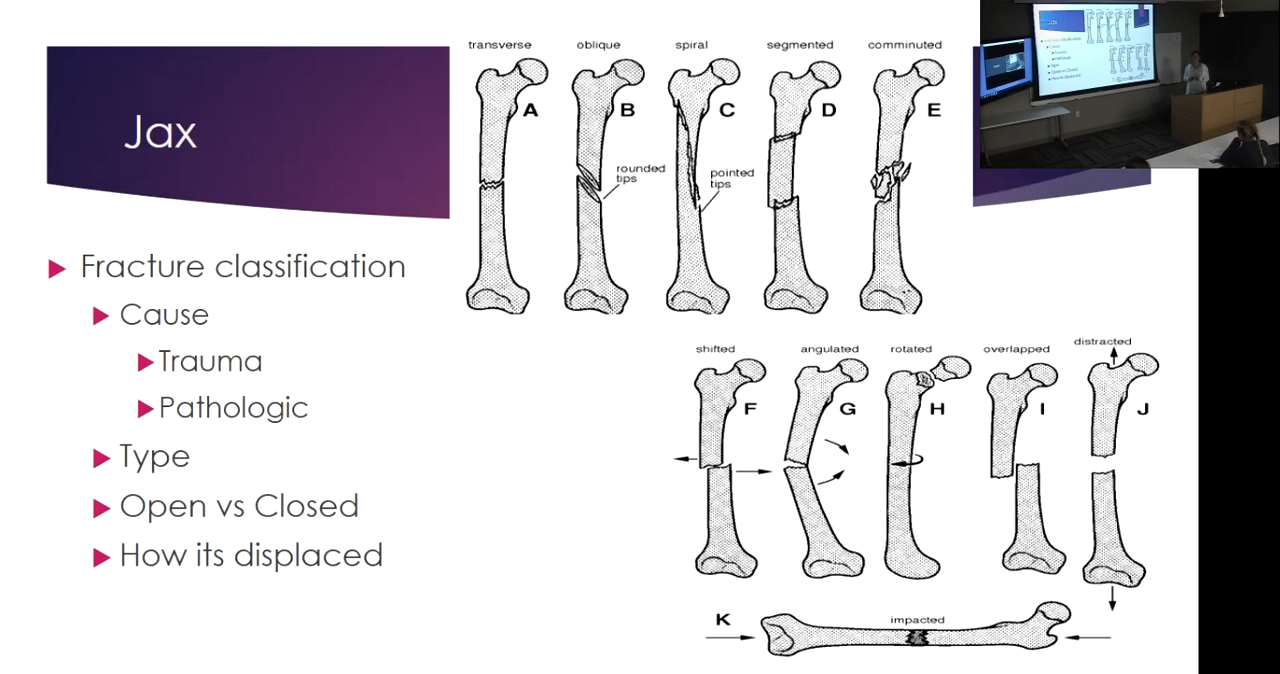 Jax
Fracture classification
Cause
Trauma
Pathologic
Type
Open vs Closed
How its displaced
transverse
oblique
spiral
segmented
comminuted
A
B
C
D
E
rounded
tips
pointed
tips
shifted
angulated
rotated
overlapped
distracted
F
G
H
I
J
K
impacted